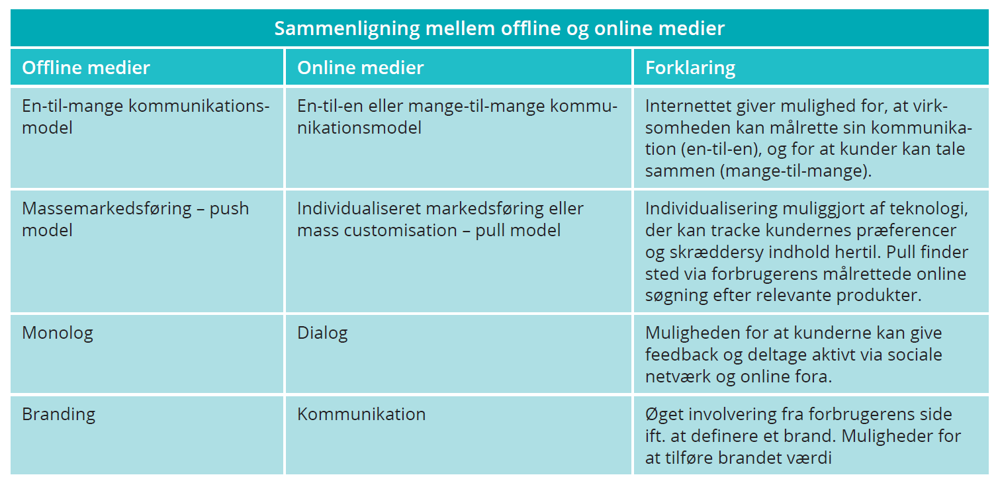 Sammenligning mellem offline og online medier
Offline medier
Online medier
Forklaring
En-til-mange kommunikations-
model
En-til-en eller mange-til-mange kommu-
nikationsmodel
Internettet giver mulighed for, at virk-
somheden kan målrette sin kommunika-
tion (en-til-en), og for at kunder kan tale
sammen (mange-til-mange).
Massemarkedsføring – push
model
Individualiseret markedsføring eller
mass customisation – pull model
Individualisering muliggjort af teknologi,
der kan tracke kundernes præferencer
og skræddersy indhold hertil. Pull finder
sted via forbrugerens målrettede online
søgning efter relevante produkter.
Monolog
Dialog
Muligheden for at kunderne kan give
feedback og deltage aktivt via sociale
netværk og online fora.
Branding
Kommunikation
Øget involvering fra forbrugerens side
ift. at definere et brand. Muligheder for
at tilføre brandet værdi